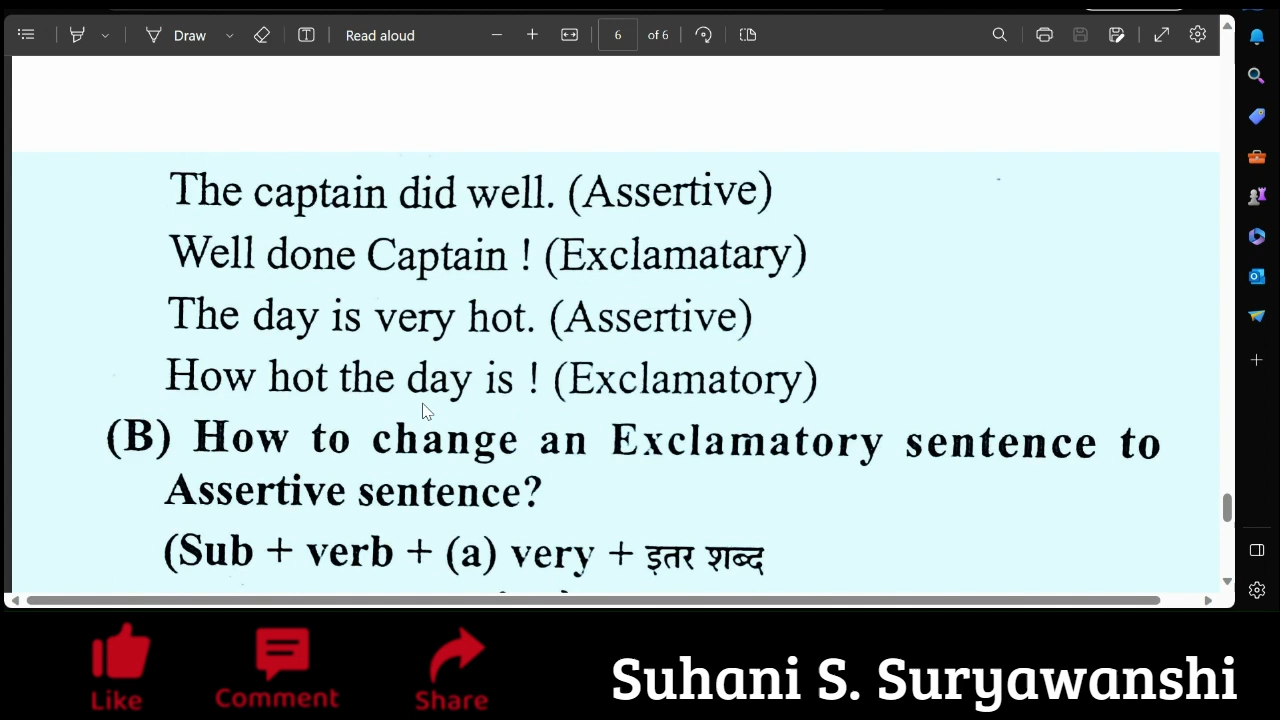 Draw
Read aloud
6
of 6
The captain did well. (Assertive)
Well done Captain ! (Exclamatary)
The day is very hot. (Assertive)
How hot the day is ! (Exclamatory)
(B) How to change an Exclamatory sentence to
Assertive sentence?
(Sub + verb + (a) very + इतर शब्द
Like
Comment
Share
Suhani S. Suryawanshi